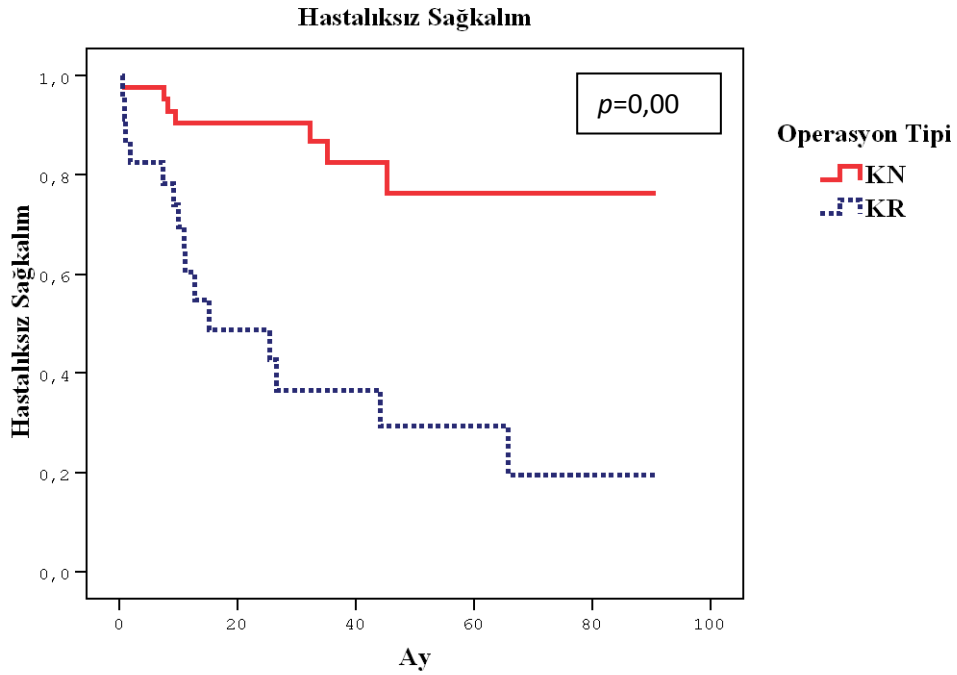 Hastalıksız Sağkalım
Hastalıksız Sağkalım
1,0
0,8
0,6
0,4
0,2
0,0
p=0,00
Operasyon Tipi
KN
KR
0 20 40 60 80 100
Ay